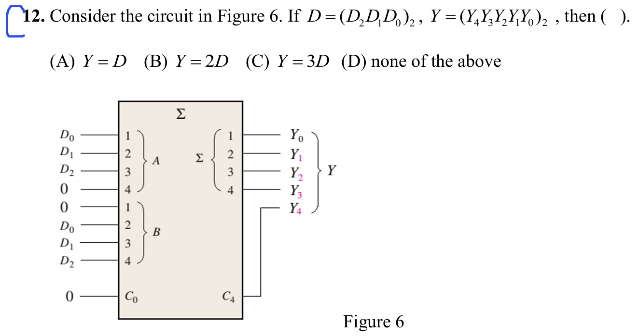 12. Consider the circuit in Figure 6. If D = (D₂D₁D₀)₂, Y = (Y₄Y₃Y₂Y₁Y₀)₂ , then ( ).
(A) Y = D (B) Y = 2D (C) Y = 3D (D) none of the above
Σ
D₀ 1 1 Y₀
D₁ 2 A Σ 2 Y₁ Y
D₂ 3 3 Y₂
0 4 4 Y₃
0 1 Y₄
D₀ 2 B
D₁ 3
D₂ 4
0 C₀ C₄
Figure 6